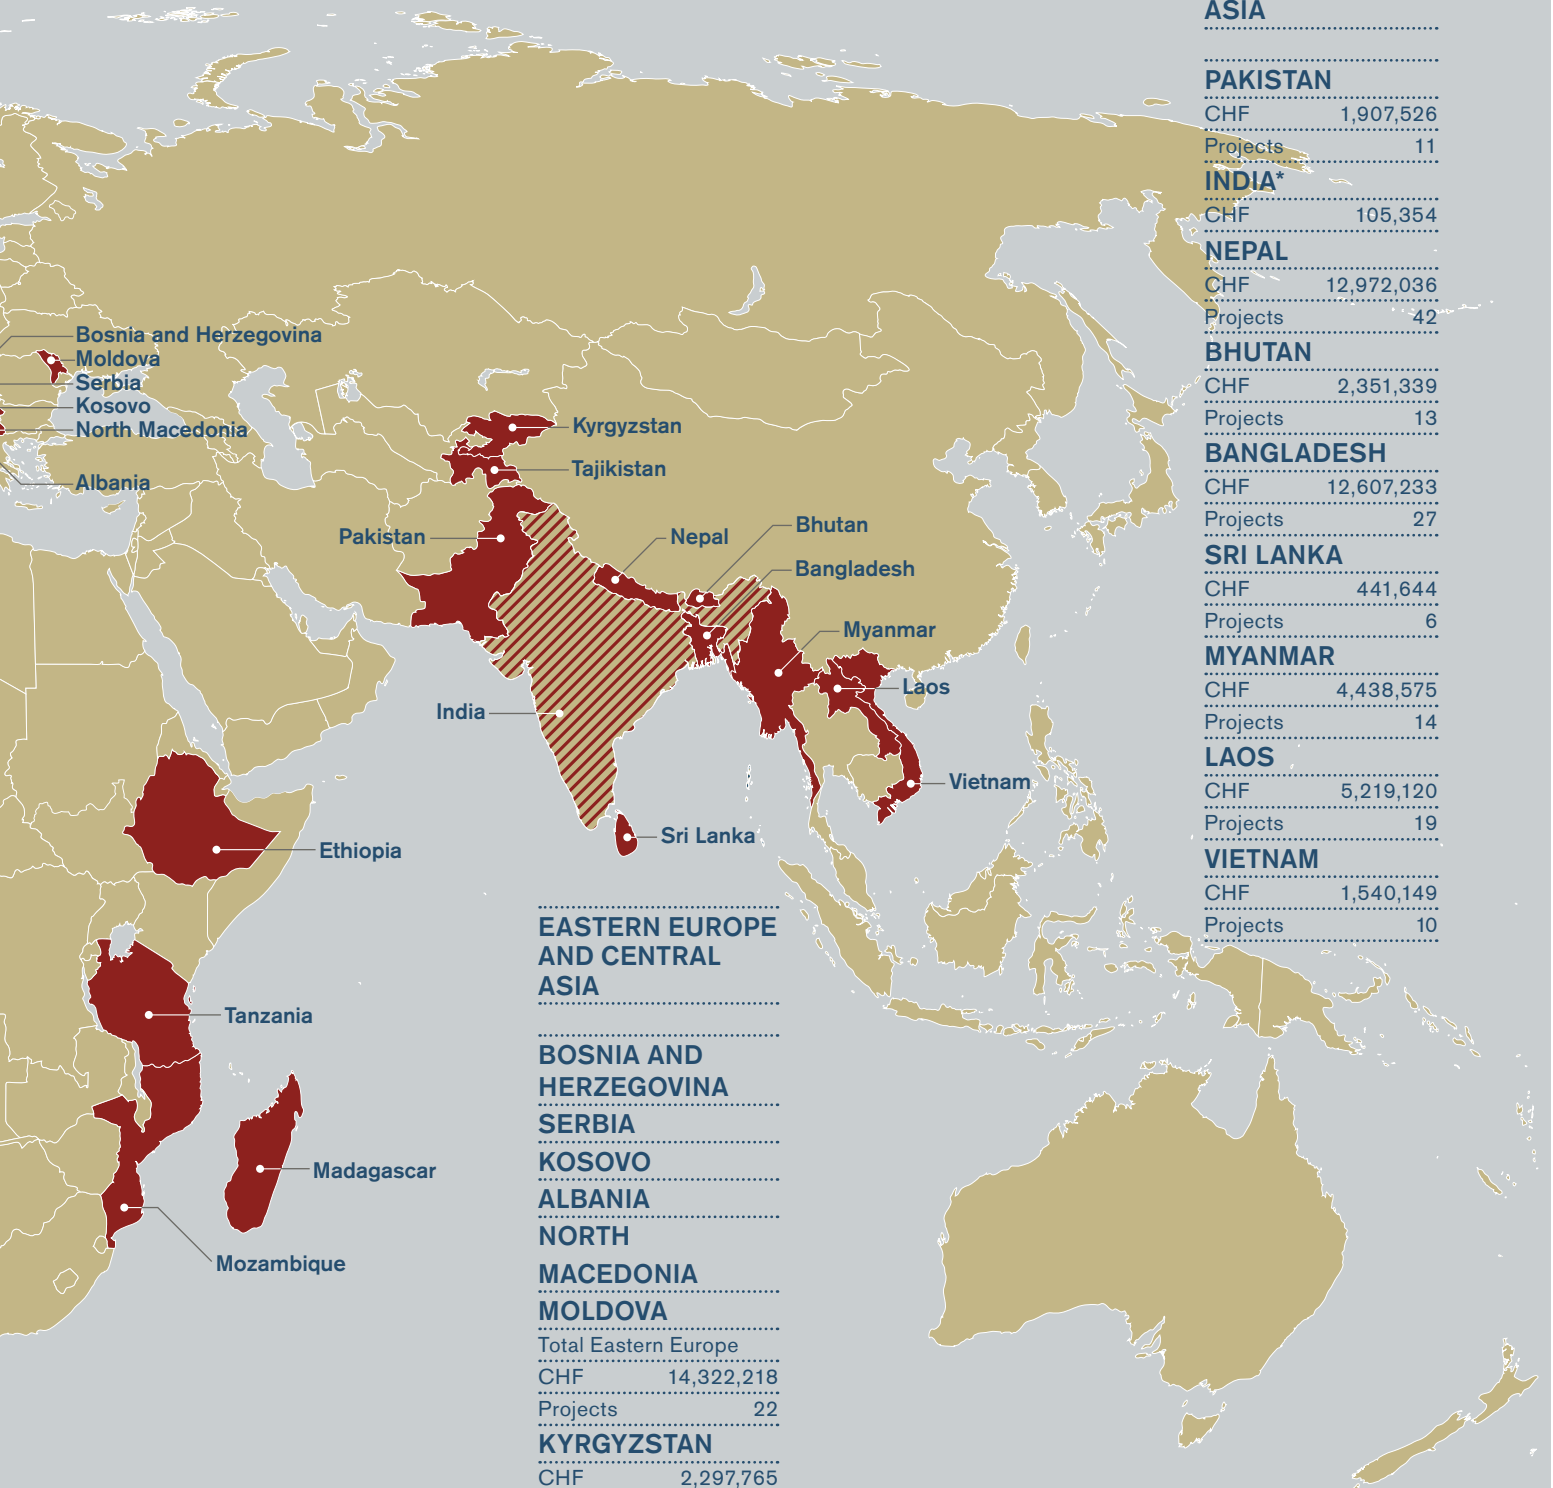 Bosnia and Herzegovina
Moldova
Serbia
Kosovo
North Macedonia
Albania
Kyrgyzstan
Tajikistan
Pakistan
Nepal
Bhutan
Bangladesh
Myanmar
Laos
India
Vietnam
Sri Lanka
Ethiopia
Tanzania
Madagascar
Mozambique
EASTERN EUROPE
AND CENTRAL
ASIA
BOSNIA AND
HERZEGOVINA
SERBIA
KOSOVO
ALBANIA
NORTH
MACEDONIA
MOLDOVA
Total Eastern Europe
CHF 14,322,218
Projects 22
KYRGYZSTAN
CHF 2,297,765
ASIA
PAKISTAN
CHF 1,907,526
Projects 11
INDIA*
CHF 105,354
NEPAL
CHF 12,972,036
Projects 42
BHUTAN
CHF 2,351,339
Projects 13
BANGLADESH
CHF 12,607,233
Projects 27
SRI LANKA
CHF 441,644
Projects 6
MYANMAR
CHF 4,438,575
Projects 14
LAOS
CHF 5,219,120
Projects 19
VIETNAM
CHF 1,540,149
Projects 10